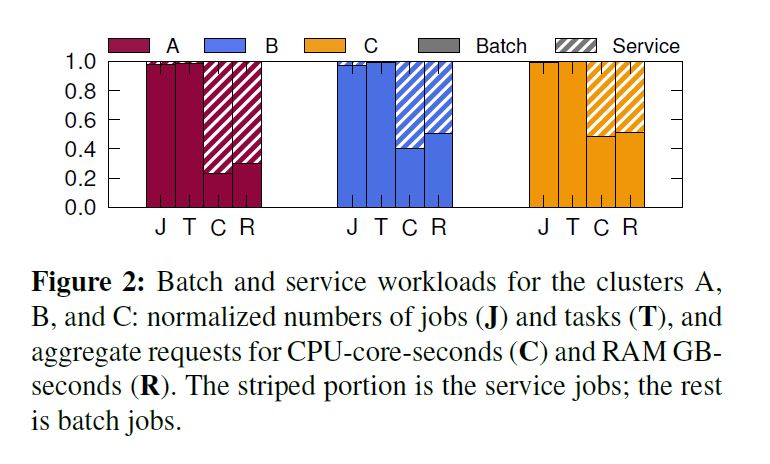 A B C Batch Service
1.0
0.8
0.6
0.4
0.2
0.0
J T C R J T C R J T C R
Figure 2: Batch and service workloads for the clusters A,
B, and C: normalized numbers of jobs (J) and tasks (T), and
aggregate requests for CPU-core-seconds (C) and RAM GB-
seconds (R). The striped portion is the service jobs; the rest
is batch jobs.